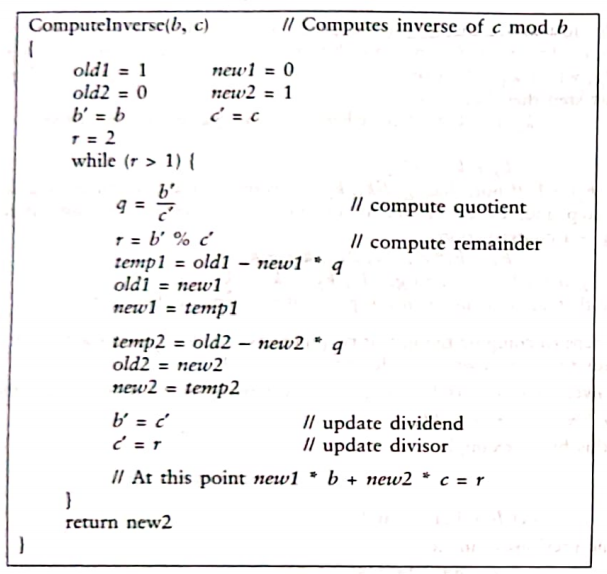 ComputeInverse(b, c) // Computes inverse of c mod b
{
old1 = 1 new1 = 0
old2 = 0 new2 = 1
b′ = b c′ = c
r = 2
while (r > 1) {
q = b′/c′ // compute quotient
r = b′ % c′ // compute remainder
temp1 = old1 − new1 * q
old1 = new1
new1 = temp1
temp2 = old2 − new2 * q
old2 = new2
new2 = temp2
b′ = c′ // update dividend
c′ = r // update divisor
// At this point new1 * b + new2 * c = r
}
return new2
}